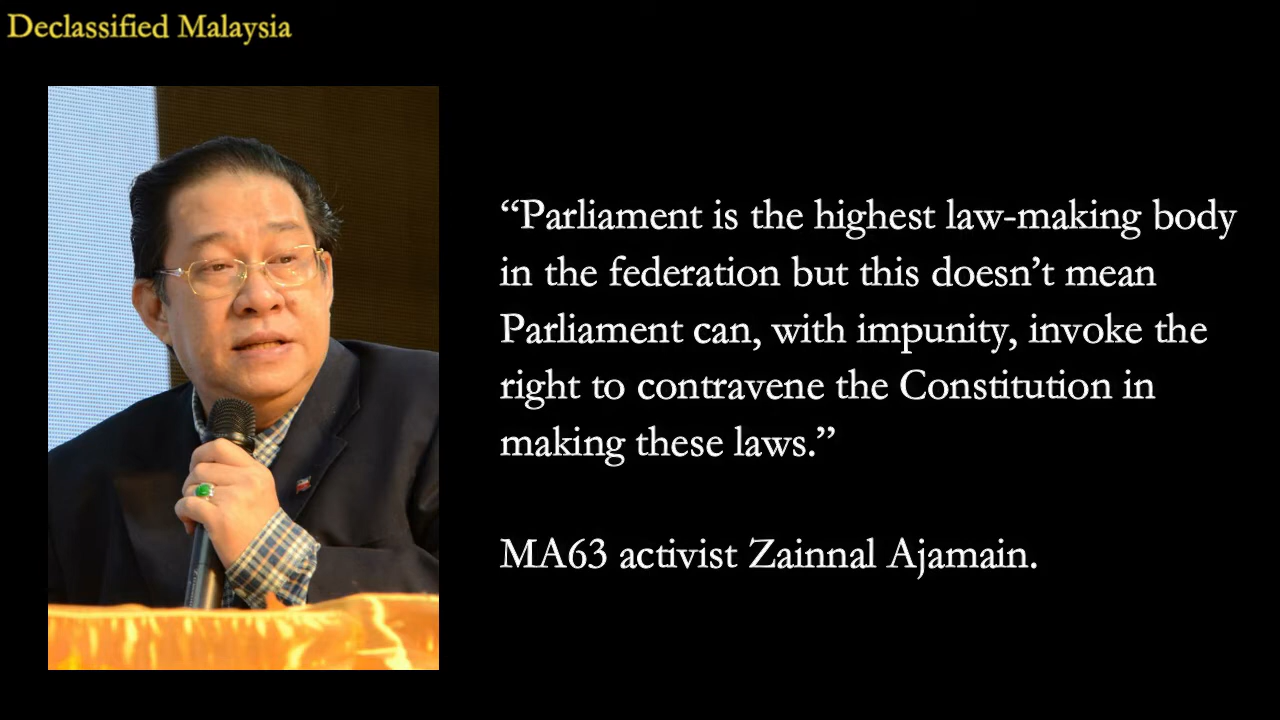 Declassified Malaysia
“Parliament is the highest law-making body
in the federation but this doesn’t mean
Parliament can, with impunity, invoke the
right to contravene the Constitution in
making these laws.”
MA63 activist Zainnal Ajamain.